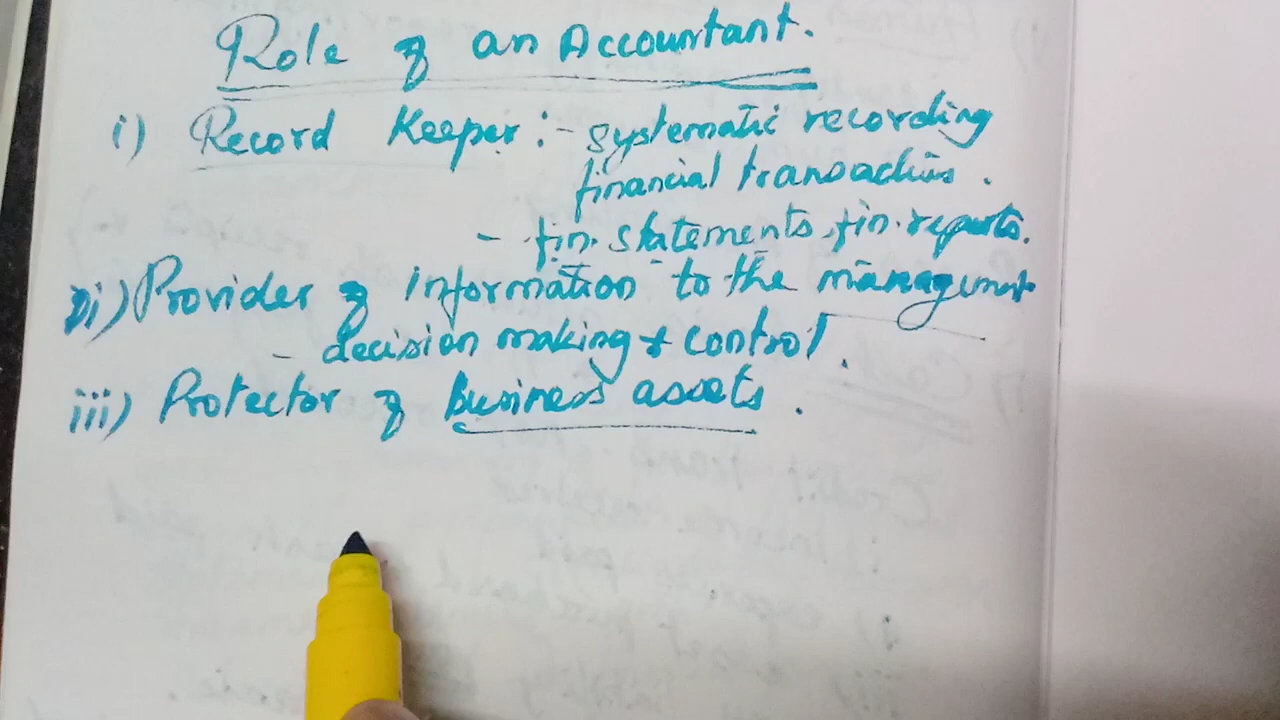 Role of an Accountant.
i) Record Keeper :- systematic recording
financial transactions.
- fin. statements, fin. reports.
ii) Provider of information to the management
- decision making & control.
iii) Protector of Business assets.